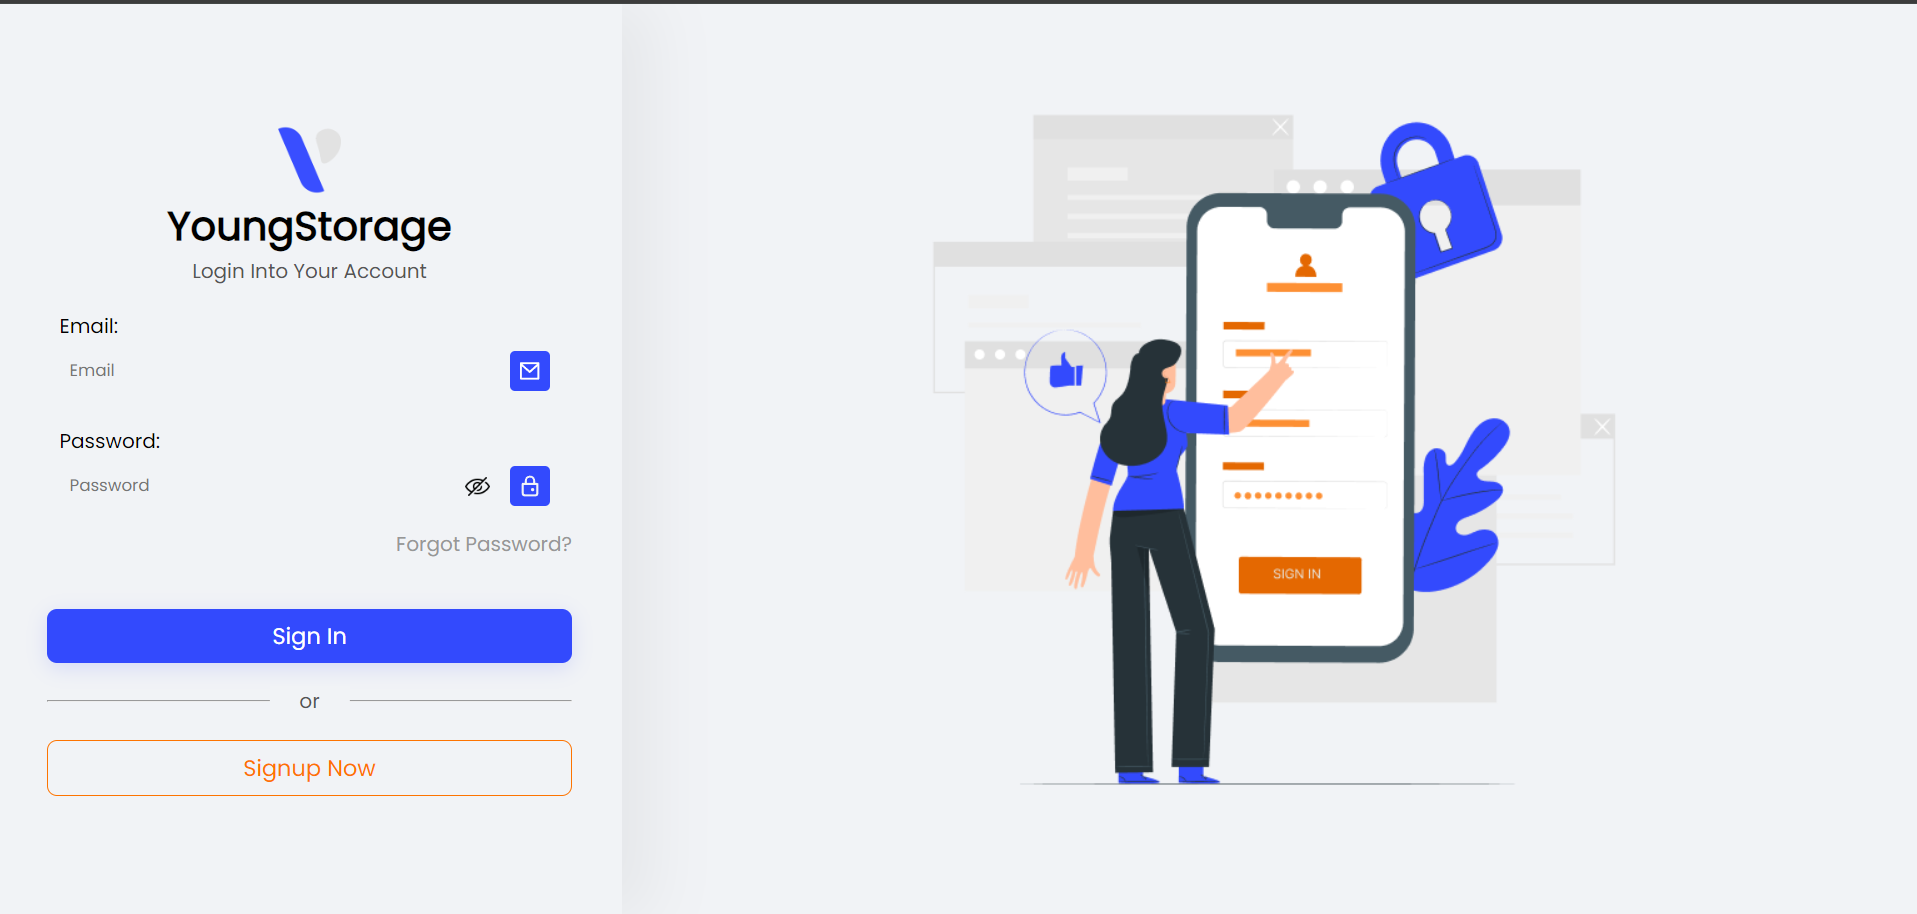 YoungStorage
Login Into Your Account
Email:
Email
Password:
Password
Forgot Password?
Sign In
or
Signup Now
SIGN IN